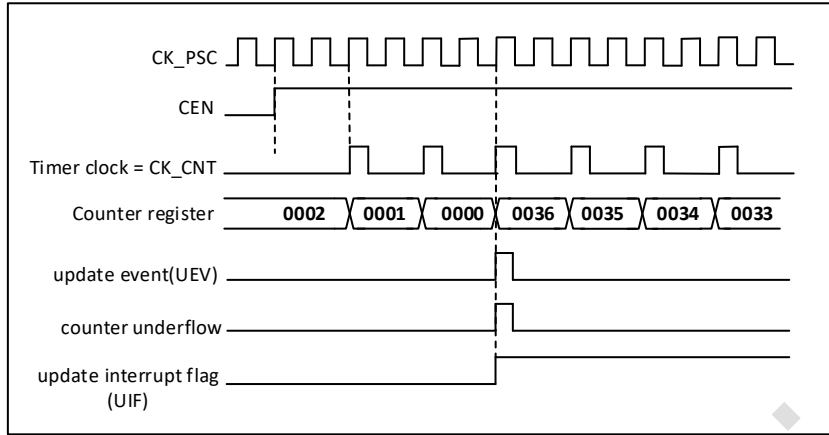 CK_PSC
CEN
Timer clock = CK_CNT
Counter register 0002 0001 0000 0036 0035 0034 0033
update event(UEV)
counter underflow
update interrupt flag
(UIF)